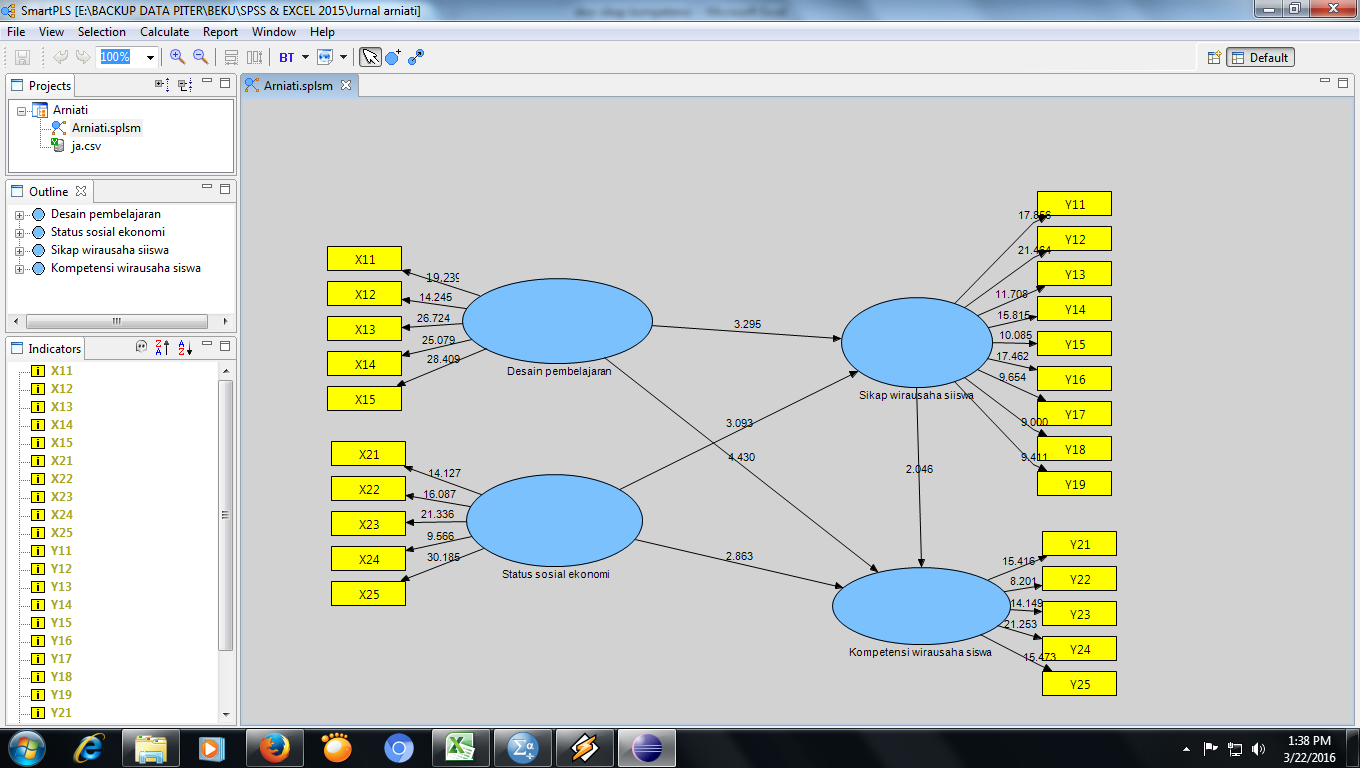 SmartPLS [E:\BACKUP DATA PITER\BEKU\SPSS & EXCEL 2015\Jurnal arniati]
File View Selection Calculate Report Window Help
100% BT Default
Projects
Arniati
Arniati.splsm
ja.csv
Outline
Desain pembelajaran
Status sosial ekonomi
Sikap wirausaha siiswa
Kompetensi wirausaha siswa
Indicators
X11
X12
X13
X14
X15
X21
X22
X23
X24
X25
Y11
Y12
Y13
Y14
Y15
Y16
Y17
Y18
Y19
Y21
Arniati.splsm
X11
X12
X13
X14
X15
19.239
14.245
26.724
25.079
28.409
Desain pembelajaran
X21
X22
X23
X24
X25
14.127
16.087
21.336
9.566
30.185
Status sosial ekonomi
3.295
3.093
4.430
2.863
2.046
Sikap wirausaha siiswa
17.856
21.464
11.708
15.815
10.085
17.462
9.654
9.000
9.411
Y11
Y12
Y13
Y14
Y15
Y16
Y17
Y18
Y19
Kompetensi wirausaha siswa
15.416
8.201
14.149
21.253
15.473
Y21
Y22
Y23
Y24
Y25
1:38 PM
3/22/2016